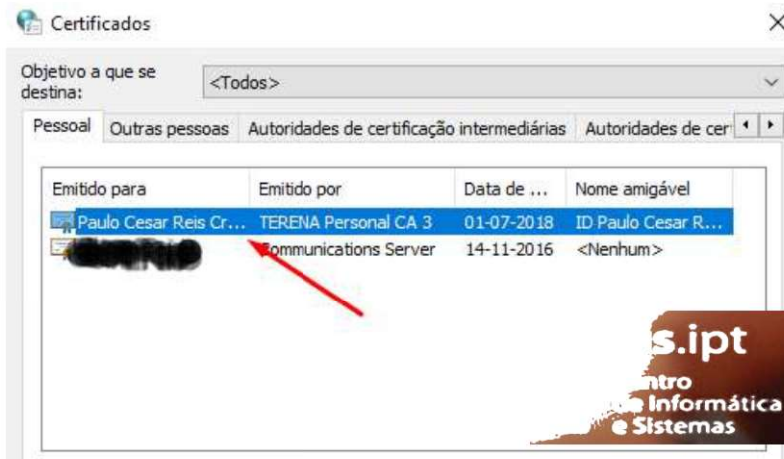 Certificados
Objetivo a que se
destina:
<Todos>
Pessoal Outras pessoas Autoridades de certificação intermediárias Autoridades de cer
Emitido para Emitido por Data de ... Nome amigável
Paulo Cesar Reis Cr... TERENA Personal CA 3 01-07-2018 ID Paulo Cesar R...
Communications Server 14-11-2016 <Nenhum>
s.ipt
ntro
e Informática
e Sistemas